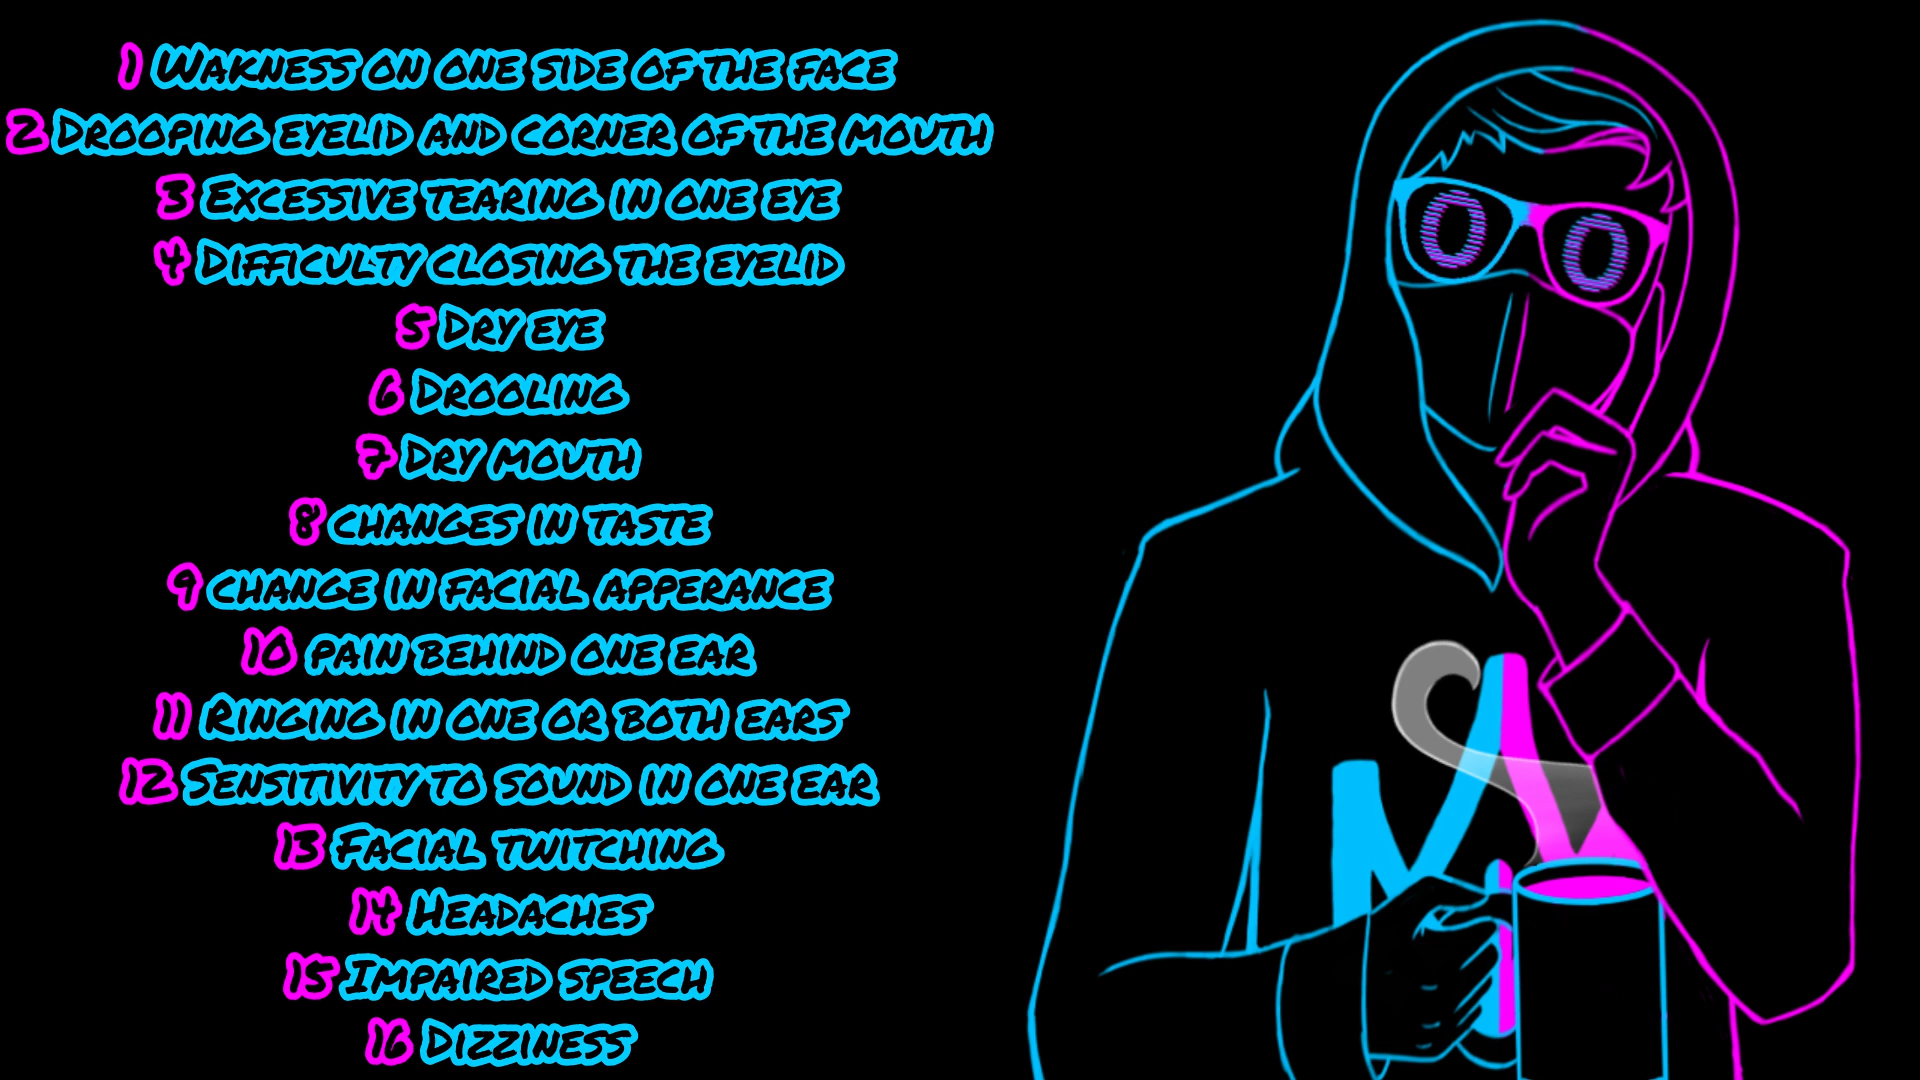 1 Wakness on one side of the face
2 Drooping eyelid and corner of the mouth
3 Excessive tearing in one eye
4 Difficulty closing the eyelid
5 Dry eye
6 Drooling
7 Dry mouth
8 changes in taste
9 change in facial apperance
10 pain behind one ear
11 Ringing in one or both ears
12 Sensitivity to sound in one ear
13 Facial twitching
14 Headaches
15 Impaired speech
16 Dizziness